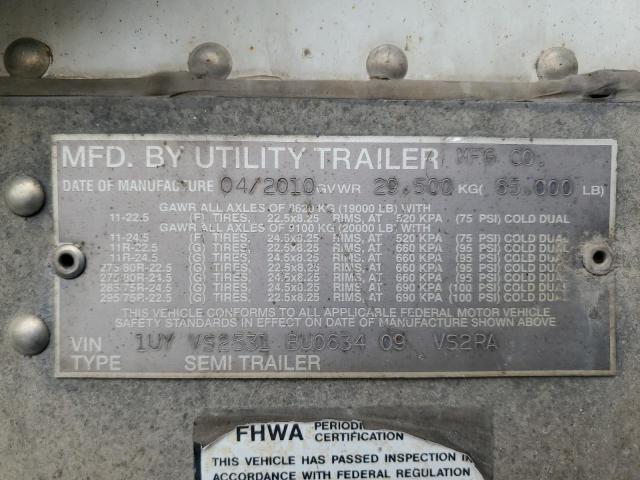 MFD. BY UTILITY TRAILER MFG CO.
DATE OF MANUFACTURE 04/2010 GVWR 29.500 KG( 65.000 LB)
GAWR ALL AXLES OF 8620 KG (19000 LB) WITH
11-22.5 (F) TIRES, 22.5x8.25 RIMS, AT 520 KPA (75 PSI) COLD DUAL
GAWR ALL AXLES OF 9100 KG (20000 LB) WITH
11-24.5 (F) TIRES, 24.5x8.25 RIMS, AT 520 KPA (75 PSI) COLD DUAL
11R-22.5 (G) TIRES, 22.5x8.25 RIMS, AT 660 KPA (95 PSI) COLD DUAL
11R-24.5 (G) TIRES, 24.5x8.25 RIMS, AT 660 KPA (95 PSI) COLD DUAL
275/80R-22.5 (G) TIRES, 22.5x8.25 RIMS, AT 660 KPA (95 PSI) COLD DUAL
275/80R-24.5 (G) TIRES, 24.5x8.25 RIMS, AT 660 KPA (95 PSI) COLD DUAL
285/75R-24.5 (G) TIRES, 24.5x8.25 RIMS, AT 690 KPA (100 PSI) COLD DUAL
295/75R-22.5 (G) TIRES, 22.5x8.25 RIMS, AT 690 KPA (100 PSI) COLD DUAL
THIS VEHICLE CONFORMS TO ALL APPLICABLE FEDERAL MOTOR VEHICLE
SAFETY STANDARDS IN EFFECT ON DATE OF MANUFACTURE SHOWN ABOVE
VIN 1UY VS2531 BU0634 09 VS2RA
TYPE SEMI TRAILER
FHWA PERIODI
CERTIFICATION
THIS VEHICLE HAS PASSED INSPECTION IN
ACCORDANCE WITH FEDERAL REGULATION